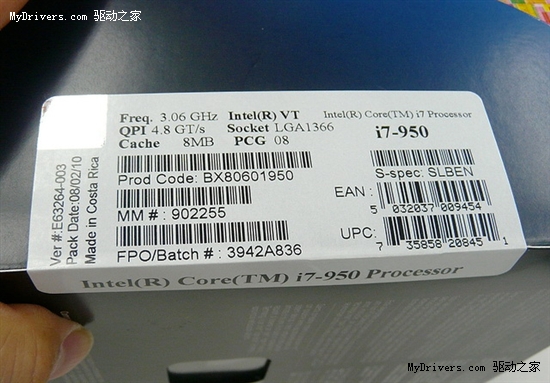 MyDrivers.com 驱动之家
Freq. 3.06 GHz Intel(R) VT Intel(R) Core(TM) i7 Processor
QPI 4.8 GT/s Socket LGA1366 i7-950
Cache 8MB PCG 08
Prod Code: BX80601950
S-spec: SLBEN
MM #: 902255
EAN:
5 032037 009454
FPO/Batch #: 3942A836
UPC:
7 35858 20845 1
Ver #: E63264-003
Pack Date:08/02/10
Made in Costa Rica
Intel(R) Core(TM) i7-950 Processor
MyDrivers.com 驱动之家